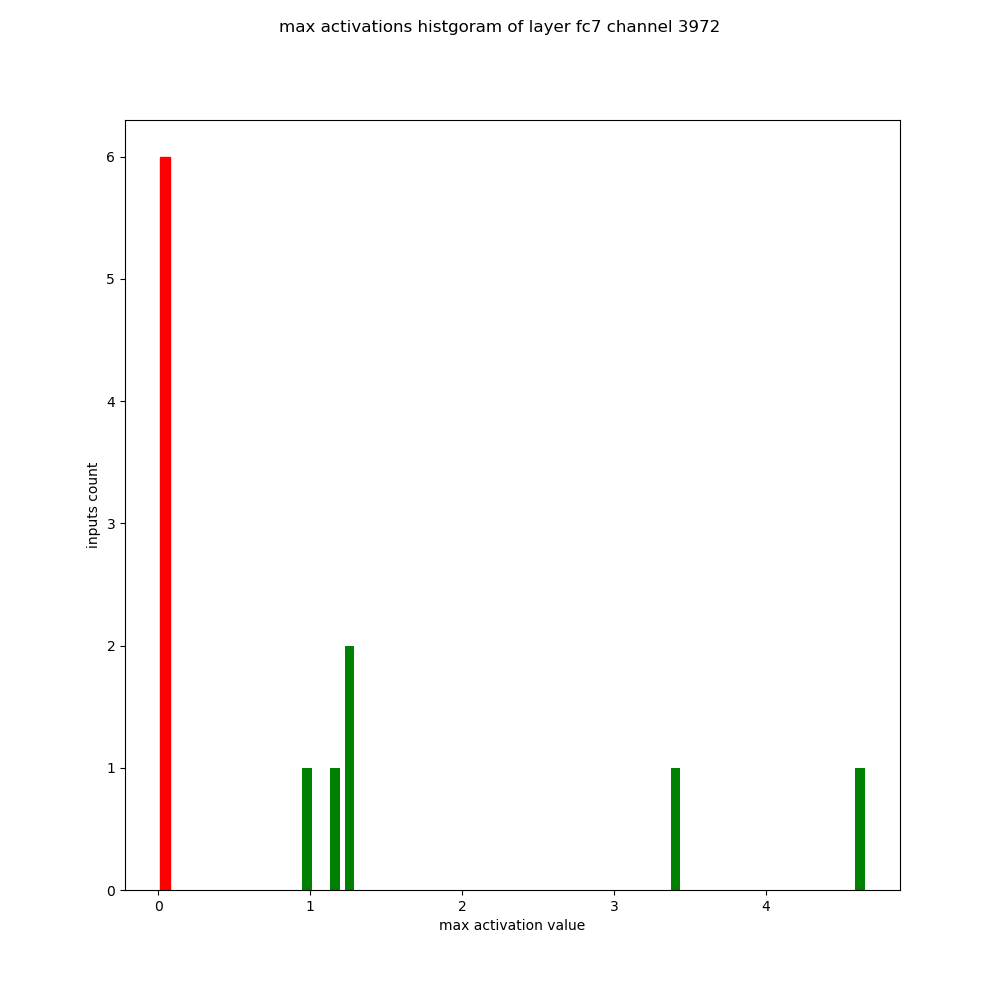 max activations histgoram of layer fc7 channel 3972
6
5
4
3
2
1
0
inputs count
0 1 2 3 4
max activation value